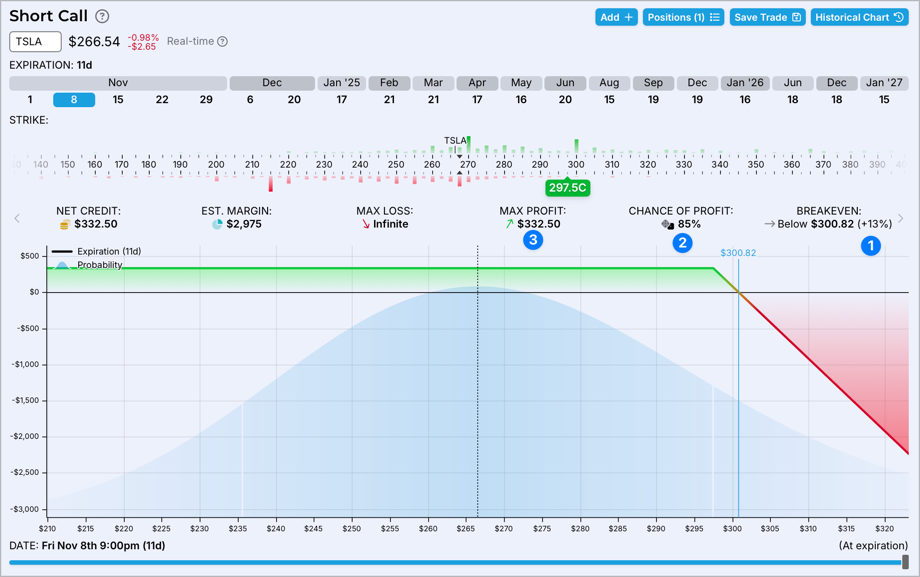 Short Call ?
Add + Positions (1) Save Trade Historical Chart
TSLA $266.54 -0.98% Real-time ?
-$2.65
EXPIRATION: 11d
Nov Dec Jan '25 Feb Mar Apr May Jun Aug Sep Dec Jan '26 Jun Dec Jan '27
1 8 15 22 29 6 20 17 21 21 17 16 20 15 19 19 16 18 18 15
STRIKE:
TSLA
140 150 160 170 180 190 200 210 220 230 240 250 260 270 280 290 300 310 320 330 340 350 360 370 380 390
297.5C
NET CREDIT: EST. MARGIN: MAX LOSS: MAX PROFIT: CHANCE OF PROFIT: BREAKEVEN:
$332.50 $2,975 Infinite $332.50 85% Below $300.82 (+13%)
3 2 1
Expiration (11d)
Probability
$300.82
$500
$0
-$500
-$1,000
-$1,500
-$2,000
-$2,500
-$3,000
$210 $215 $220 $225 $230 $235 $240 $245 $250 $255 $260 $265 $270 $275 $280 $285 $290 $295 $300 $305 $310 $315 $320
DATE: Fri Nov 8th 9:00pm (11d) (At expiration)